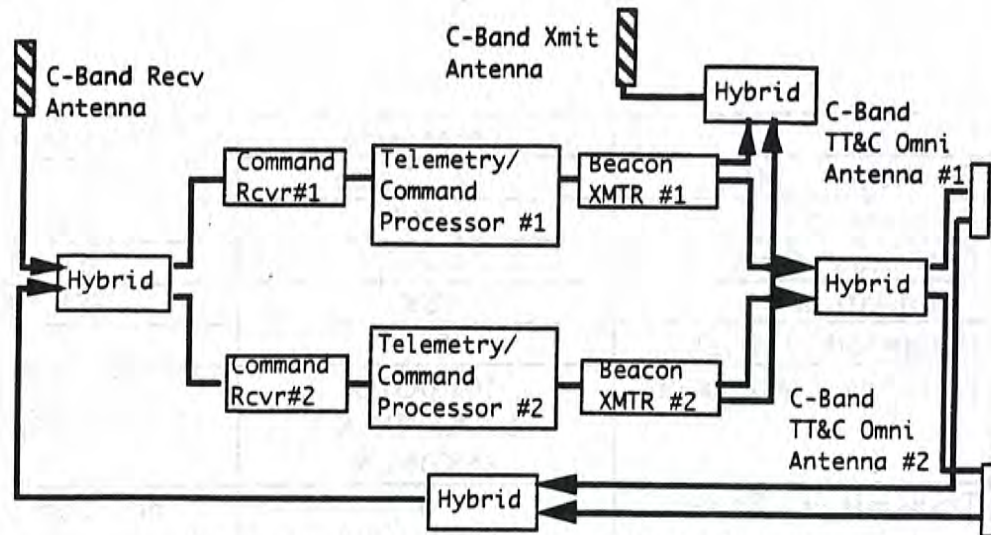 C-Band Recv
Antenna
C-Band Xmit
Antenna
Hybrid
C-Band
TT&C Omni
Antenna #1
Command
Rcvr#1
Telemetry/
Command
Processor #1
Beacon
XMTR #1
Hybrid
Hybrid
Command
Rcvr#2
Telemetry/
Command
Processor #2
Beacon
XMTR #2
C-Band
TT&C Omni
Antenna #2
Hybrid